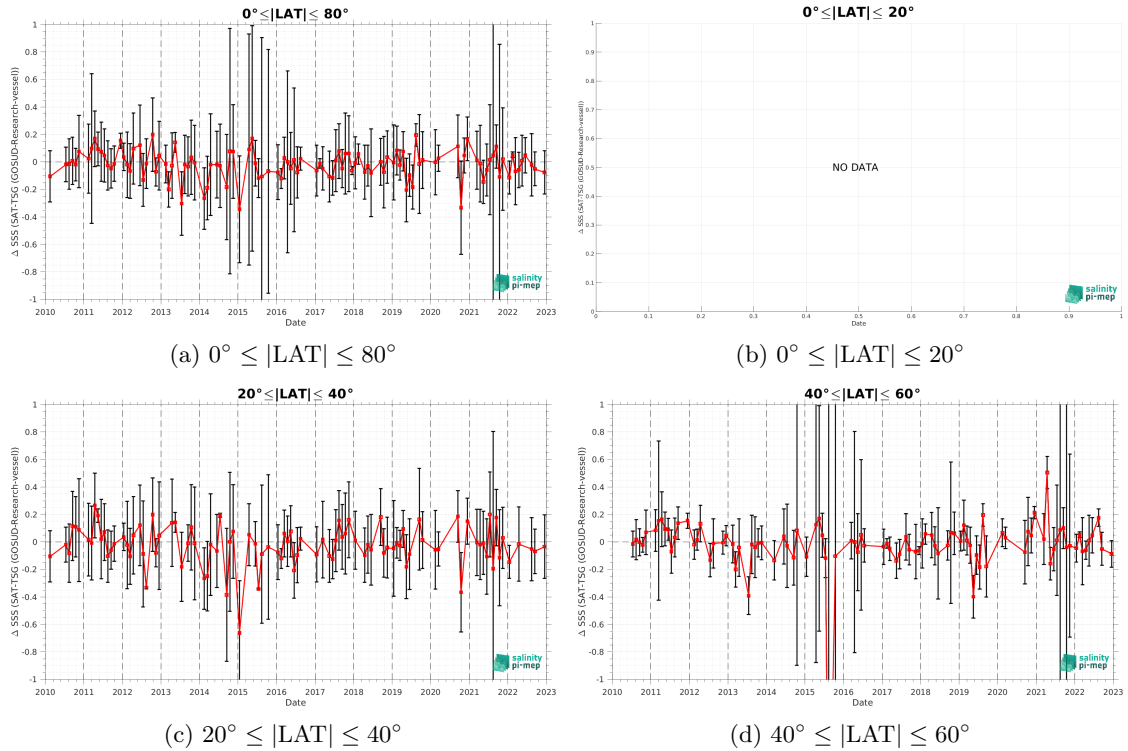 0°≤|LAT|≤ 80°
Δ SSS (SAT-TSG (GOSUD-Research-vessel))
1
0.8
0.6
0.4
0.2
0
-0.2
-0.4
-0.6
-0.8
-1
2010 2011 2012 2013 2014 2015 2016 2017 2018 2019 2020 2021 2022 2023
Date
salinity
pi-mep
(a) 0° ≤ |LAT| ≤ 80°
0°≤|LAT|≤ 20°
Δ SSS (SAT-TSG (GOSUD-Research-vessel))
1
0.9
0.8
0.7
0.6
0.5
0.4
0.3
0.2
0.1
0
NO DATA
0 0.1 0.2 0.3 0.4 0.5 0.6 0.7 0.8 0.9 1
Date
salinity
pi-mep
(b) 0° ≤ |LAT| ≤ 20°
20°≤|LAT|≤ 40°
Δ SSS (SAT-TSG (GOSUD-Research-vessel))
1
0.8
0.6
0.4
0.2
0
-0.2
-0.4
-0.6
-0.8
-1
2010 2011 2012 2013 2014 2015 2016 2017 2018 2019 2020 2021 2022 2023
Date
salinity
pi-mep
(c) 20° ≤ |LAT| ≤ 40°
40°≤|LAT|≤ 60°
Δ SSS (SAT-TSG (GOSUD-Research-vessel))
1
0.8
0.6
0.4
0.2
0
-0.2
-0.4
-0.6
-0.8
-1
2010 2011 2012 2013 2014 2015 2016 2017 2018 2019 2020 2021 2022 2023
Date
salinity
pi-mep
(d) 40° ≤ |LAT| ≤ 60°